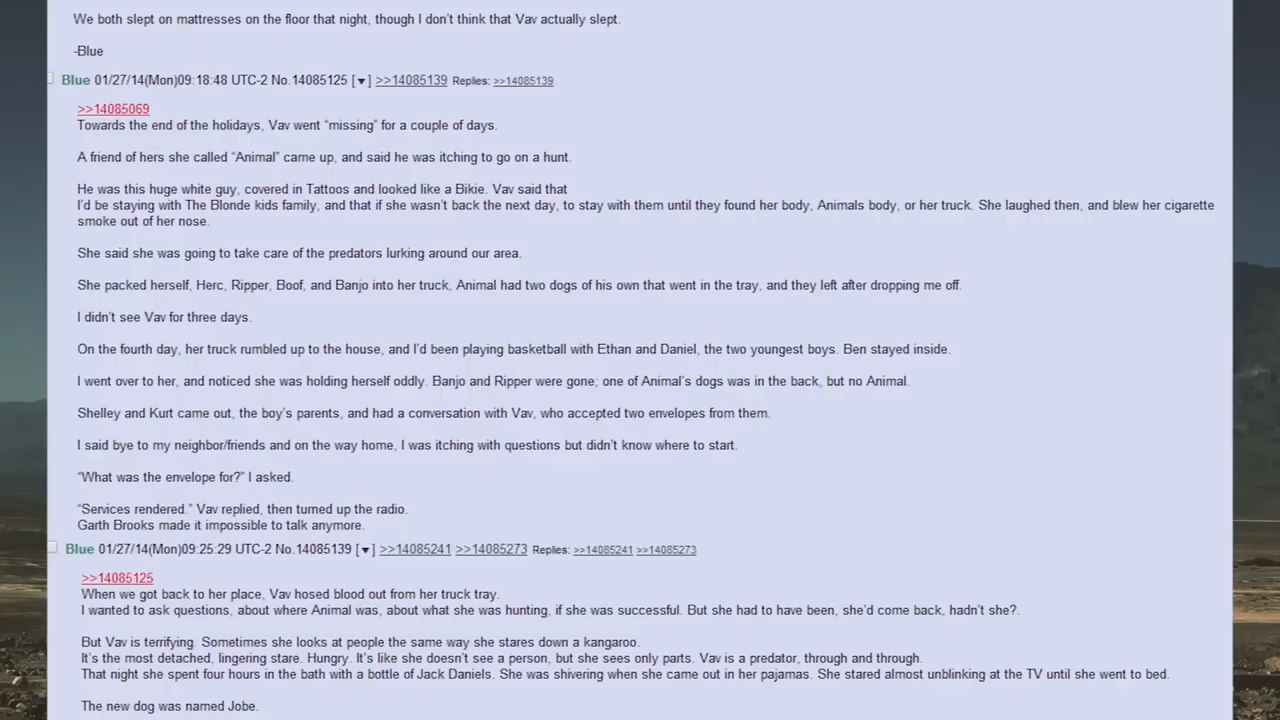 We both slept on mattresses on the floor that night, though I don't think that Vav actually slept.
-Blue
Blue 01/27/14(Mon)09:18:48 UTC-2 No.14085125 [▼] >>14085139 Replies: >>14085139
>>14085069
Towards the end of the holidays, Vav went “missing” for a couple of days.
A friend of hers she called “Animal” came up, and said he was itching to go on a hunt.
He was this huge white guy, covered in Tattoos and looked like a Bikie. Vav said that
I'd be staying with The Blonde kids family, and that if she wasn't back the next day, to stay with them until they found her body, Animals body, or her truck. She laughed then, and blew her cigarette
smoke out of her nose.
She said she was going to take care of the predators lurking around our area.
She packed herself, Herc, Ripper, Boof, and Banjo into her truck, Animal had two dogs of his own that went in the tray, and they left after dropping me off.
I didn't see Vav for three days.
On the fourth day, her truck rumbled up to the house, and I'd been playing basketball with Ethan and Daniel, the two youngest boys. Ben stayed inside.
I went over to her, and noticed she was holding herself oddly. Banjo and Ripper were gone; one of Animal's dogs was in the back, but no Animal.
Shelley and Kurt came out, the boy's parents, and had a conversation with Vav, who accepted two envelopes from them.
I said bye to my neighbor/friends and on the way home, I was itching with questions but didn't know where to start.
“What was the envelope for?” I asked.
“Services rendered.” Vav replied, then turned up the radio.
Garth Brooks made it impossible to talk anymore.
Blue 01/27/14(Mon)09:25:29 UTC-2 No.14085139 [▼] >>14085241 >>14085273 Replies: >>14085241 >>14085273
>>14085125
When we got back to her place, Vav hosed blood out from her truck tray.
I wanted to ask questions, about where Animal was, about what she was hunting, if she was successful. But she had to have been, she'd come back, hadn't she?.
But Vav is terrifying. Sometimes she looks at people the same way she stares down a kangaroo.
It's the most detached, lingering stare. Hungry. It's like she doesn't see a person, but she sees only parts. Vav is a predator, through and through.
That night she spent four hours in the bath with a bottle of Jack Daniels. She was shivering when she came out in her pajamas. She stared almost unblinking at the TV until she went to bed.
The new dog was named Jobe.